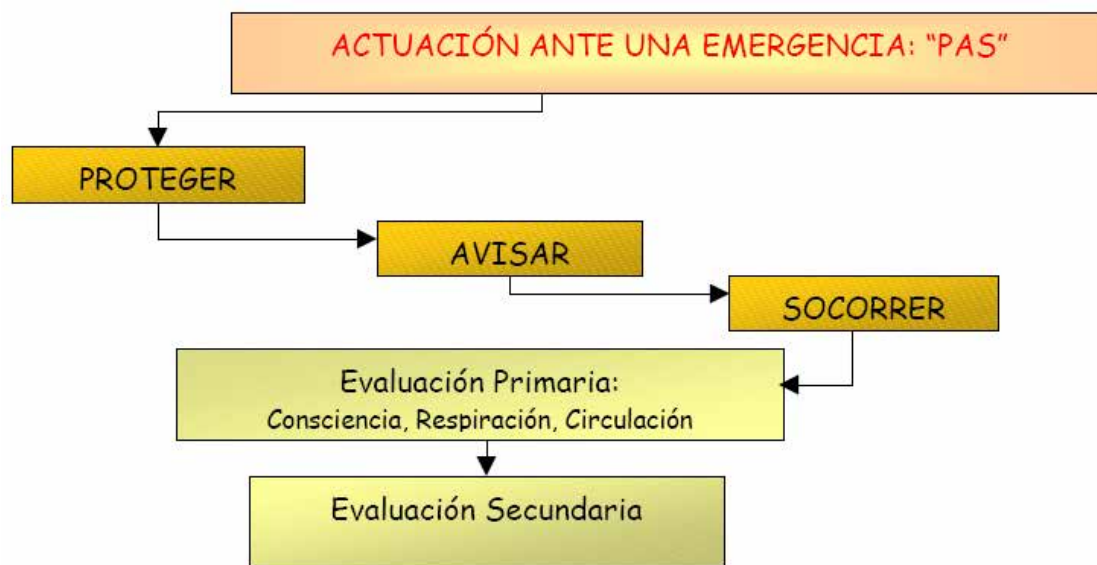 ACTUACIÓN ANTE UNA EMERGENCIA: “PAS”
PROTEGER
AVISAR
SOCORRER
Evaluación Primaria:
Consciencia, Respiración, Circulación
Evaluación Secundaria